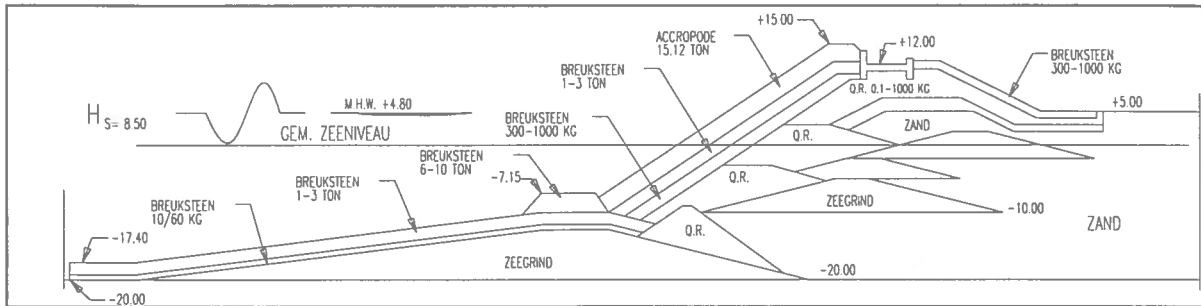 +15.00
ACCROPODE
15.12 TON
+12.00
BREUKSTEEN
300-1000 KG
BREUKSTEEN
1-3 TON
Q.R. 0.1-1000 KG
H S= 8.50
M.H.W. +4.80
+5.00
GEM. ZEENIVEAU
BREUKSTEEN
300-1000 KG
ZAND
Q.R.
BREUKSTEEN
6-10 TON
-7.15
BREUKSTEEN
1-3 TON
Q.R.
ZEEGRIND
-10.00
BREUKSTEEN
10/60 KG
ZAND
-17.40
Q.R.
ZEEGRIND
-20.00
-20.00